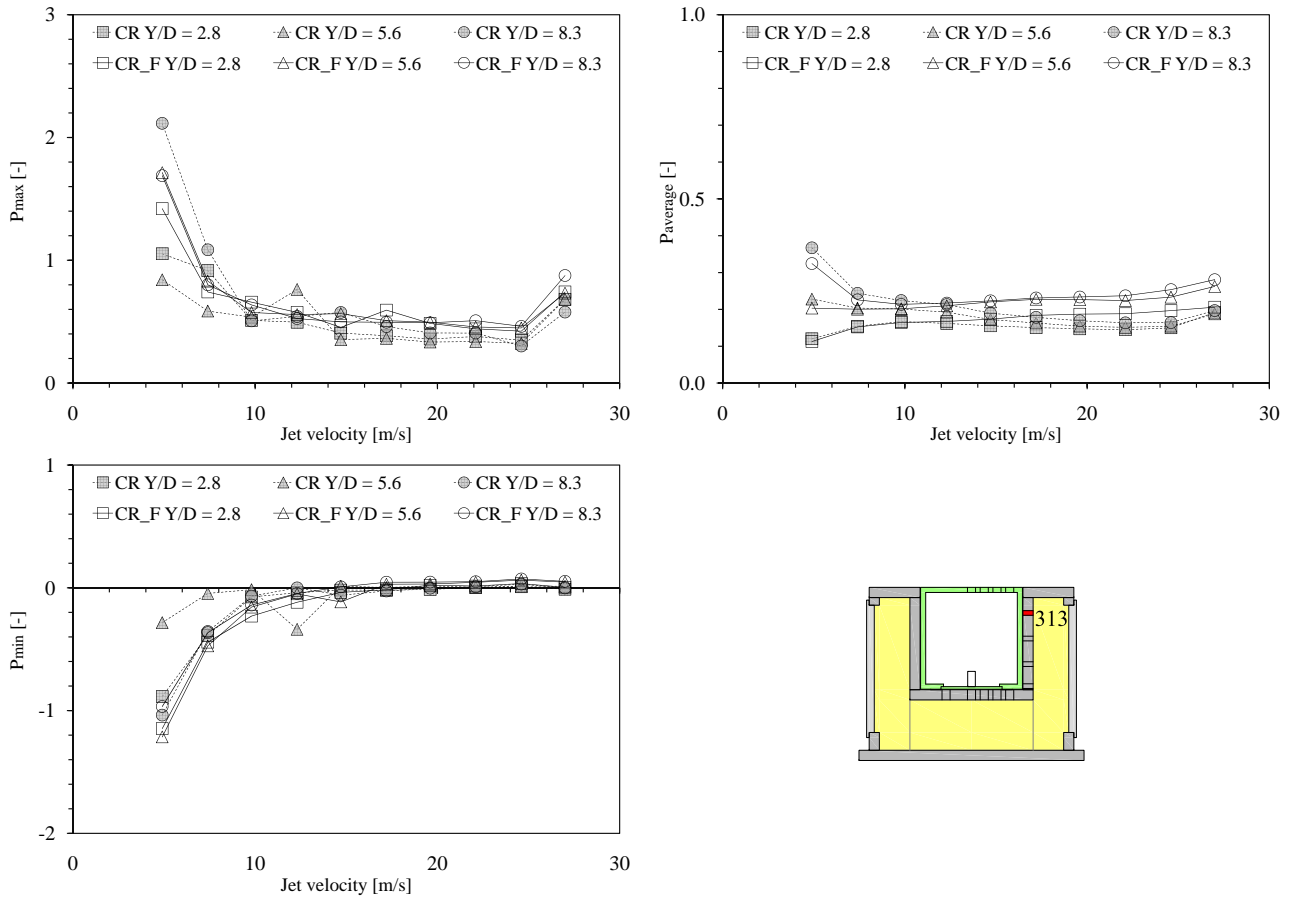 3
2
1
0
Pmax [-]
CR Y/D = 2.8 CR Y/D = 5.6 CR Y/D = 8.3
CR_F Y/D = 2.8 CR_F Y/D = 5.6 CR_F Y/D = 8.3
0 10 20 30
Jet velocity [m/s]
1.0
0.5
0.0
Paverage [-]
CR Y/D = 2.8 CR Y/D = 5.6 CR Y/D = 8.3
CR_F Y/D = 2.8 CR_F Y/D = 5.6 CR_F Y/D = 8.3
0 10 20 30
Jet velocity [m/s]
1
0
-1
-2
Pmin [-]
CR Y/D = 2.8 CR Y/D = 5.6 CR Y/D = 8.3
CR_F Y/D = 2.8 CR_F Y/D = 5.6 CR_F Y/D = 8.3
0 10 20 30
Jet velocity [m/s]
313